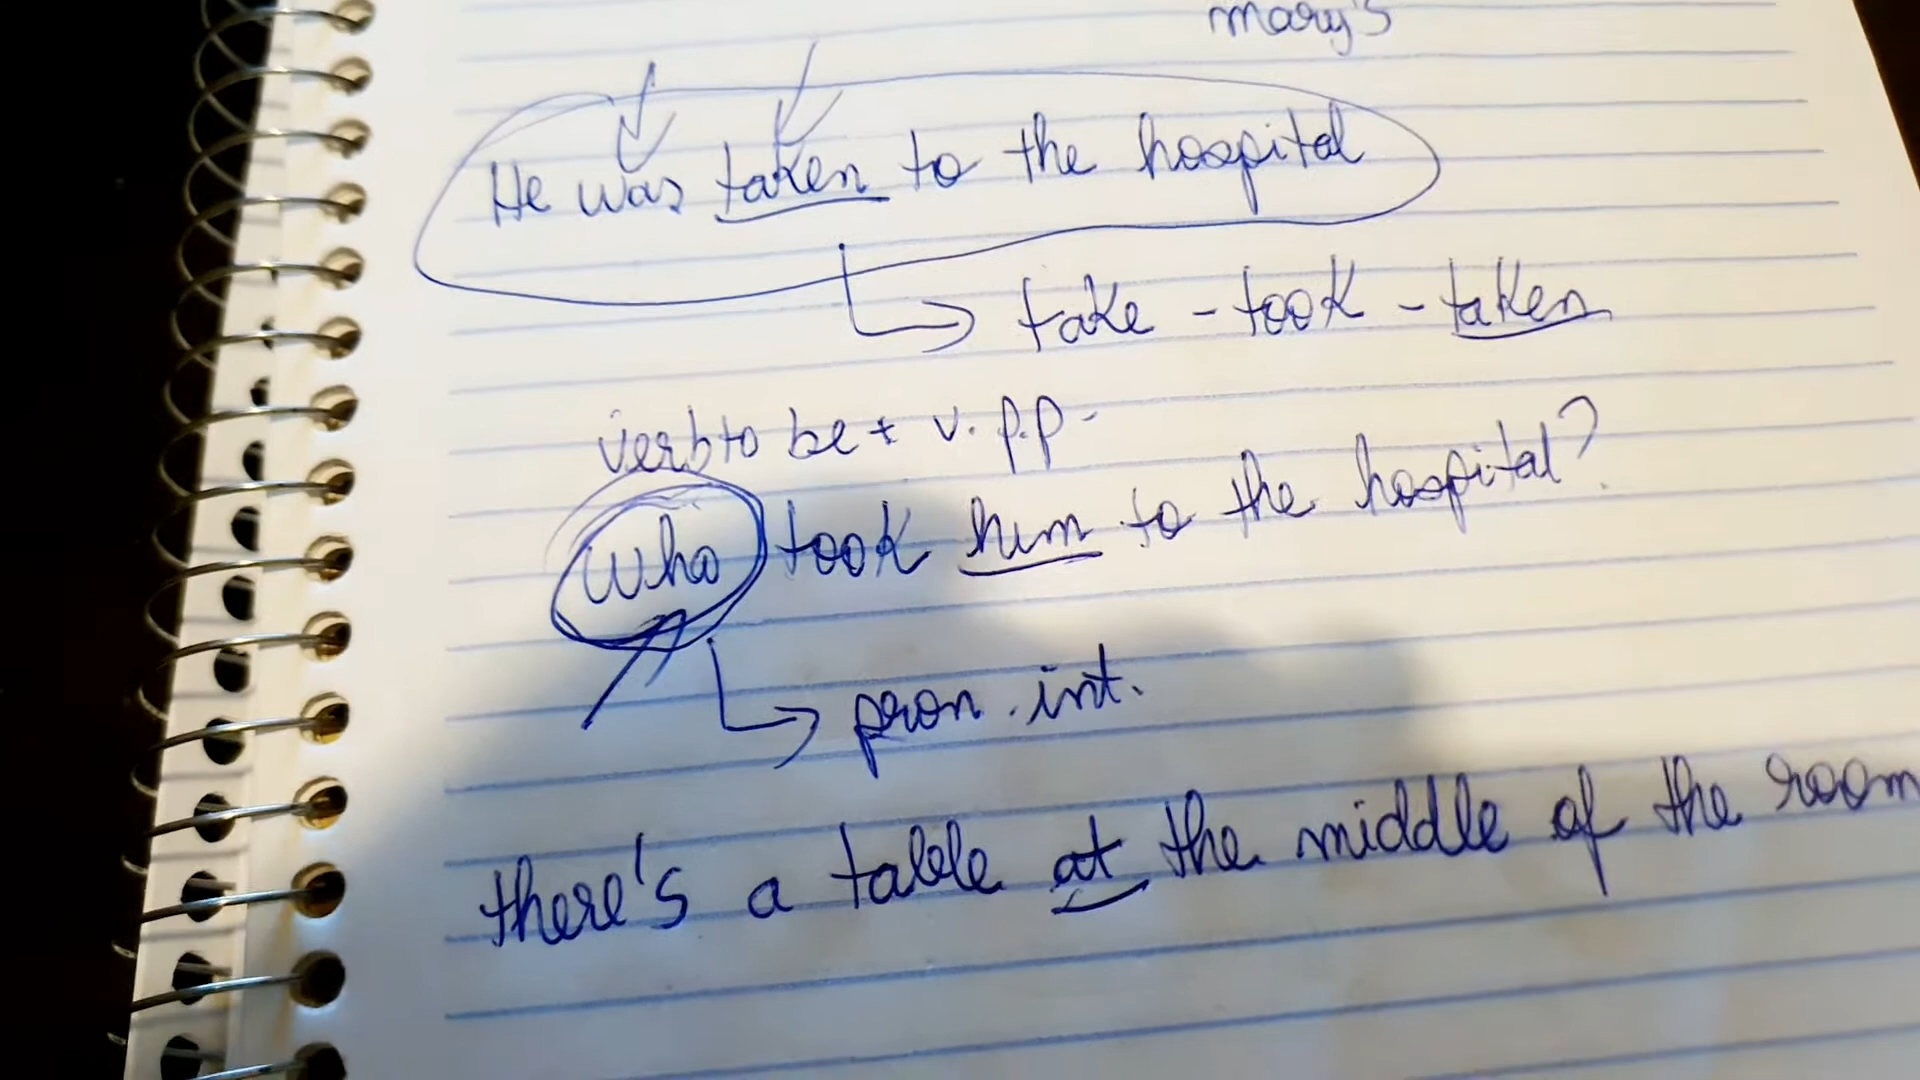 mary's
He was taken to the hospital
take - took - taken
verb to be + v. p.p.
Who took him to the hospital?
pron. int.
there's a table at the middle of the room